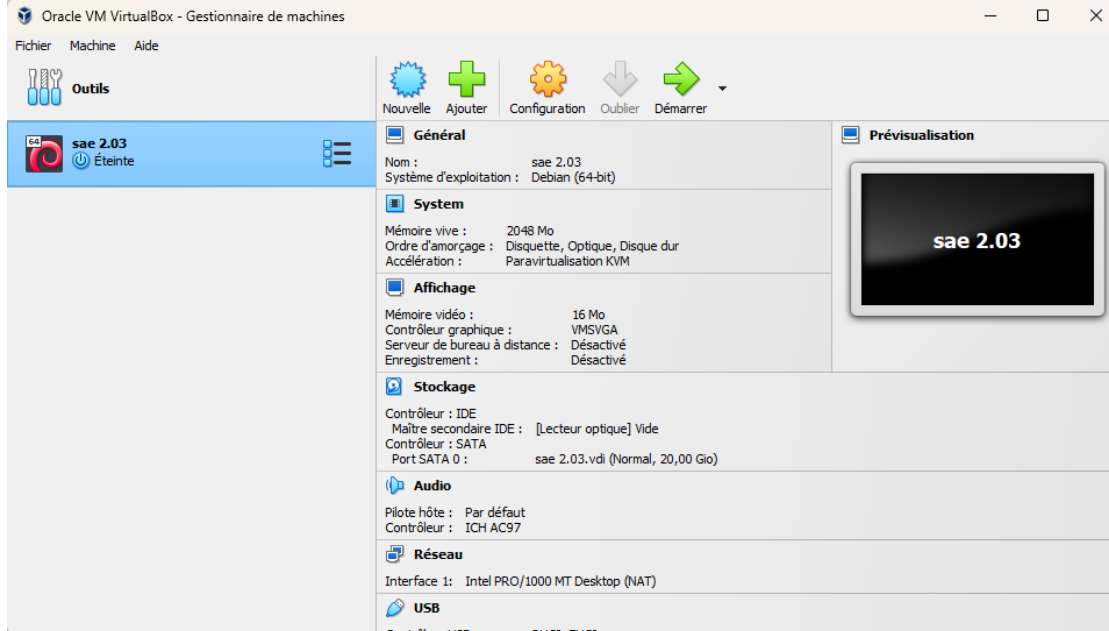 Oracle VM VirtualBox - Gestionnaire de machines
Fichier Machine Aide
Outils
Nouvelle Ajouter Configuration Oublier Démarrer
64
sae 2.03
Éteinte
Général
Nom : sae 2.03
Système d'exploitation : Debian (64-bit)
System
Mémoire vive : 2048 Mo
Ordre d'amorçage : Disquette, Optique, Disque dur
Accélération : Paravirtualisation KVM
Affichage
Mémoire vidéo : 16 Mo
Contrôleur graphique : VMSVGA
Serveur de bureau à distance : Désactivé
Enregistrement : Désactivé
Stockage
Contrôleur : IDE
Maître secondaire IDE : [Lecteur optique] Vide
Contrôleur : SATA
Port SATA 0 : sae 2.03.vdi (Normal, 20,00 Gio)
Audio
Pilote hôte : Par défaut
Contrôleur : ICH AC97
Réseau
Interface 1: Intel PRO/1000 MT Desktop (NAT)
USB
Prévisualisation
sae 2.03